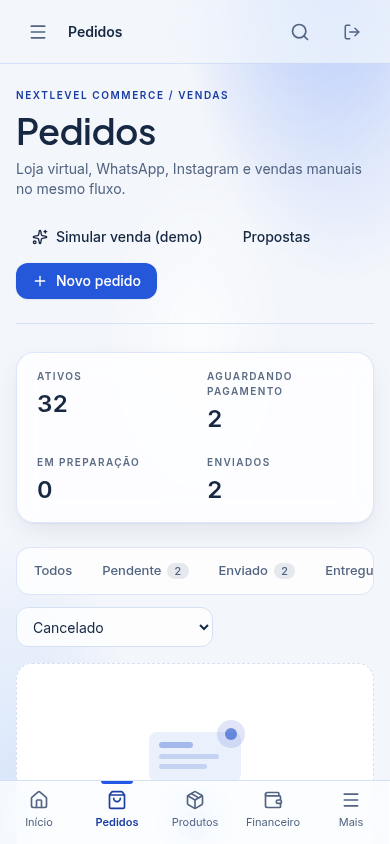 Pedidos
NEXTLEVEL COMMERCE / VENDAS
Pedidos
Loja virtual, WhatsApp, Instagram e vendas manuais
no mesmo fluxo.
Simular venda (demo)
Propostas
Novo pedido
ATIVOS
32
AGUARDANDO
PAGAMENTO
2
EM PREPARAÇÃO
0
ENVIADOS
2
Todos
Pendente 2
Enviado 2
Entregu
Cancelado
Início
Pedidos
Produtos
Financeiro
Mais